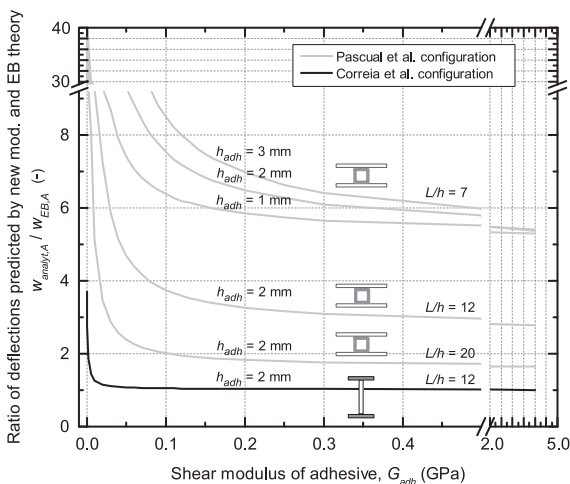 Ratio of deflections predicted by new mod. and EB theory
w_analyt,A / w_EB,A (-)
40
30
8
6
4
2
0
Pascual et al. configuration
Correia et al. configuration
h_adh = 3 mm
h_adh = 2 mm
h_adh = 1 mm
L/h = 7
h_adh = 2 mm
L/h = 12
h_adh = 2 mm
L/h = 20
h_adh = 2 mm
L/h = 12
0.0 0.1 0.2 0.3 0.4 2.0 5.0
Shear modulus of adhesive, G_adh (GPa)